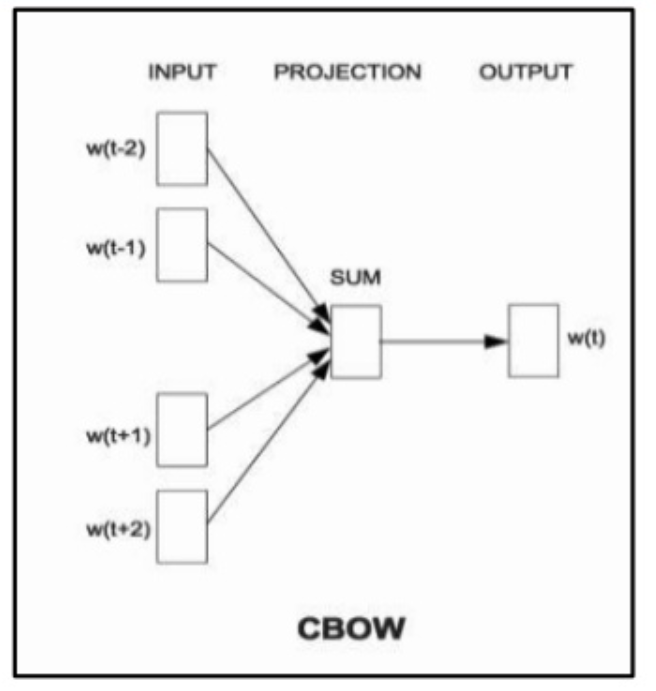 INPUT PROJECTION OUTPUT
w(t-2)
w(t-1)
SUM
w(t)
w(t+1)
w(t+2)
CBOW